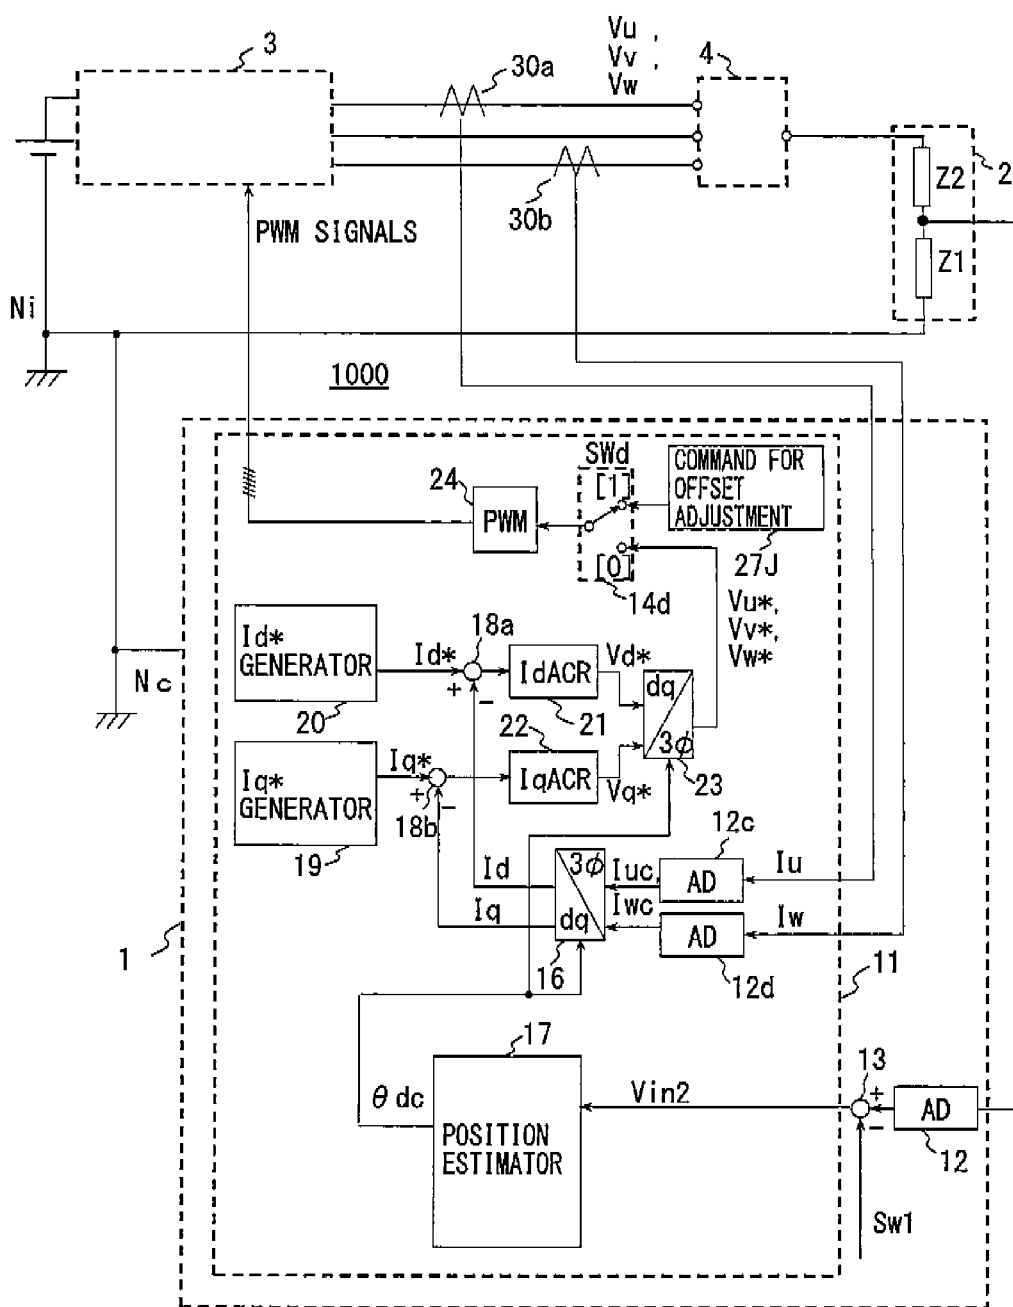 3
30a
Vu ,
Vv ,
Vw
4
2
Z2
Z1
30b
PWM SIGNALS
Ni
1000
SWd
[1]
COMMAND FOR
OFFSET
ADJUSTMENT
24
PWM
[0]
14d
27J
Vu*,
Vv*,
Vw*
Id*
GENERATOR
Id*
18a
+
−
IdACR
Vd*
dq
3φ
Nc
20
21
22
Iq*
GENERATOR
Iq*
+
−
18b
IqACR
Vq*
23
19
12c
Id
3φ
Iuc,
AD
Iu
Iq
dq
Iwc
AD
Iw
1
16
12d
11
17
θdc
POSITION
ESTIMATOR
Vin2
13
+
−
AD
12
Sw1